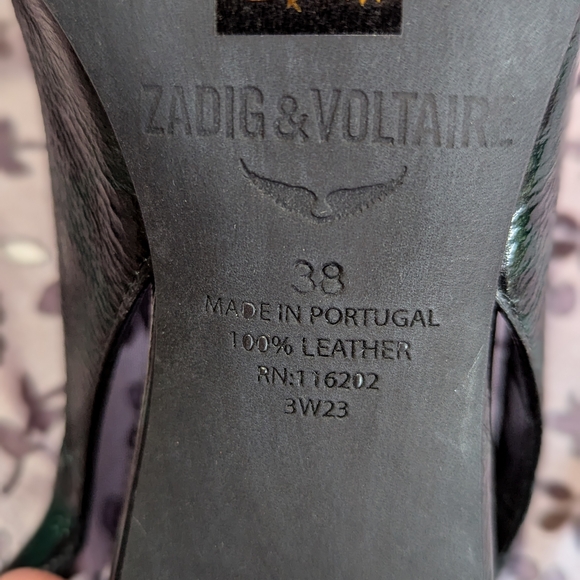 ZADIG & VOLTAIRE
38
MADE IN PORTUGAL
100% LEATHER
RN:116202
3W23